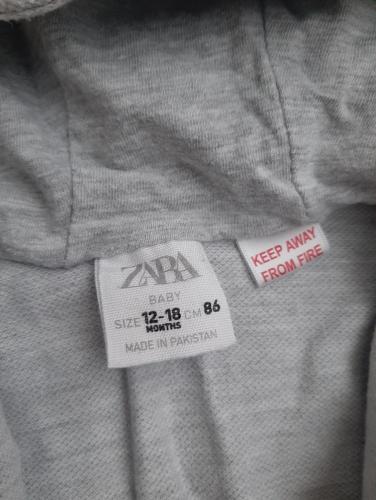 ZARA
BABY
SIZE 12-18 CM 86
MONTHS
MADE IN PAKISTAN
KEEP AWAY
FROM FIRE